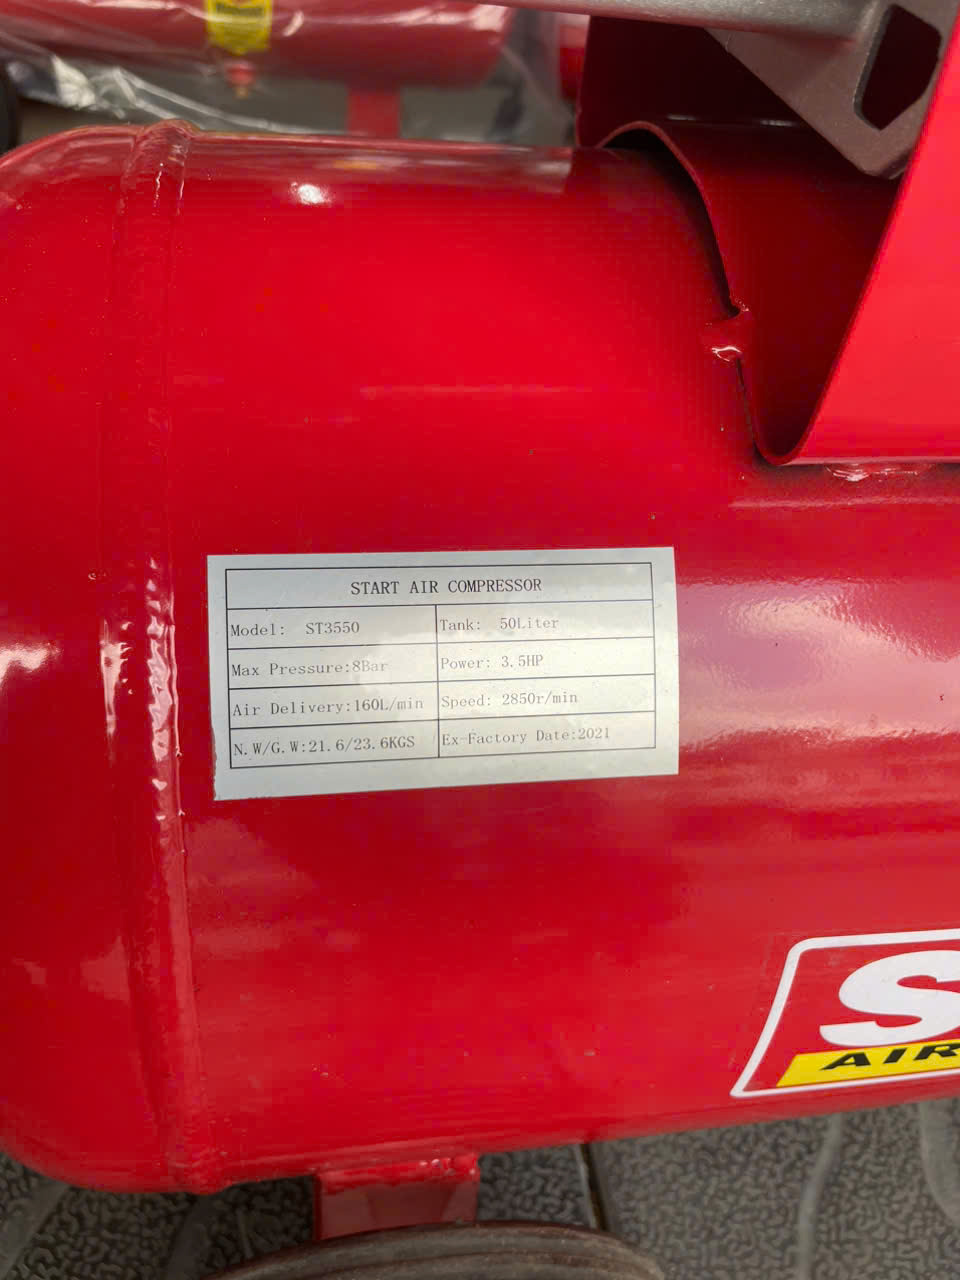 START AIR COMPRESSOR
Model: ST3550 Tank: 50Liter
Max Pressure:8Bar Power: 3.5HP
Air Delivery:160L/min Speed: 2850r/min
N.W/G.W:21.6/23.6KGS Ex-Factory Date:2021
S
AIR